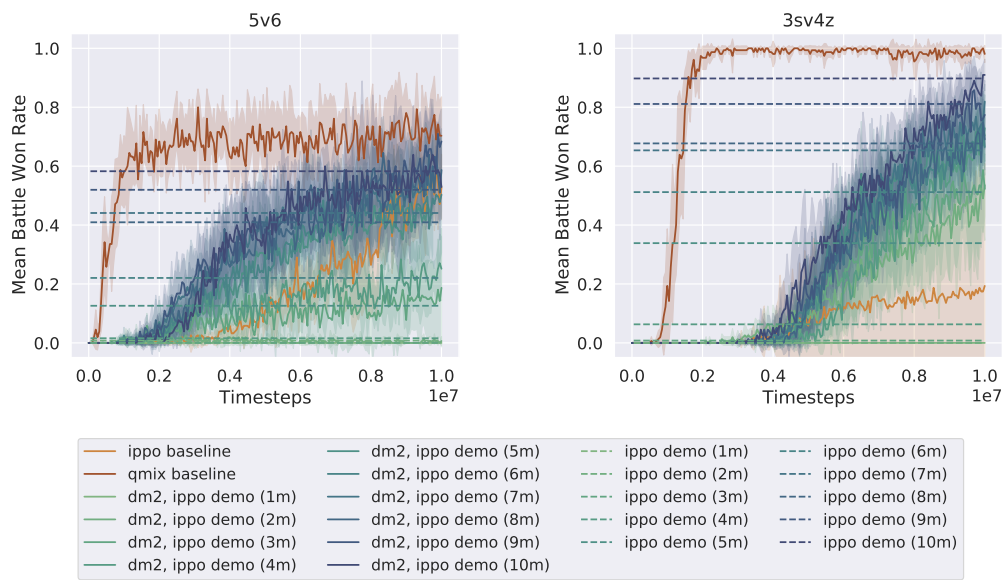 5v6
3sv4z
Mean Battle Won Rate
1.0
0.8
0.6
0.4
0.2
0.0
0.0 0.2 0.4 0.6 0.8 1.0
Timesteps
1e7
Mean Battle Won Rate
1.0
0.8
0.6
0.4
0.2
0.0
0.0 0.2 0.4 0.6 0.8 1.0
Timesteps
1e7
ippo baseline
qmix baseline
dm2, ippo demo (1m)
dm2, ippo demo (2m)
dm2, ippo demo (3m)
dm2, ippo demo (4m)
dm2, ippo demo (5m)
dm2, ippo demo (6m)
dm2, ippo demo (7m)
dm2, ippo demo (8m)
dm2, ippo demo (9m)
dm2, ippo demo (10m)
ippo demo (1m)
ippo demo (2m)
ippo demo (3m)
ippo demo (4m)
ippo demo (5m)
ippo demo (6m)
ippo demo (7m)
ippo demo (8m)
ippo demo (9m)
ippo demo (10m)